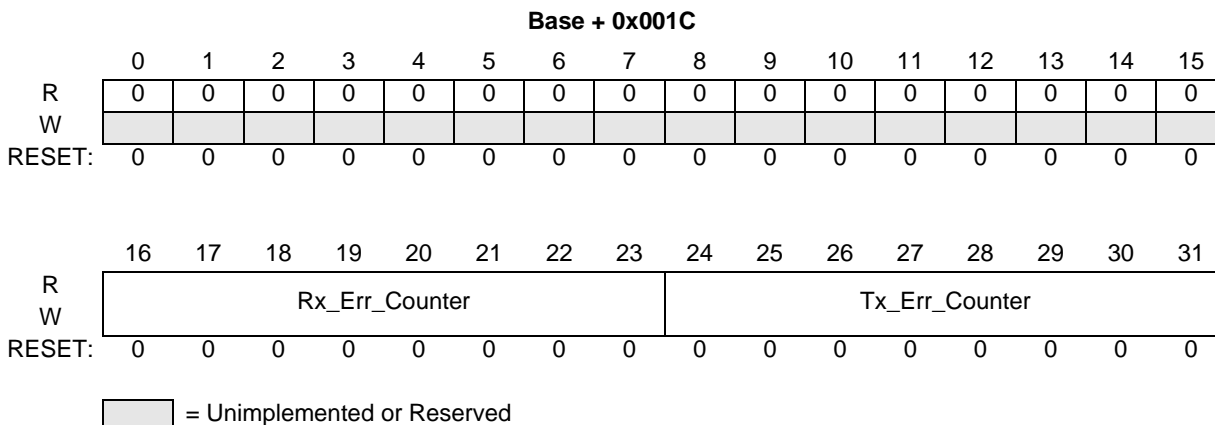 Base + 0x001C
0 1 2 3 4 5 6 7 8 9 10 11 12 13 14 15
R 0 0 0 0 0 0 0 0 0 0 0 0 0 0 0 0
W
RESET: 0 0 0 0 0 0 0 0 0 0 0 0 0 0 0 0
16 17 18 19 20 21 22 23 24 25 26 27 28 29 30 31
R
Rx_Err_Counter Tx_Err_Counter
W
RESET: 0 0 0 0 0 0 0 0 0 0 0 0 0 0 0 0
= Unimplemented or Reserved